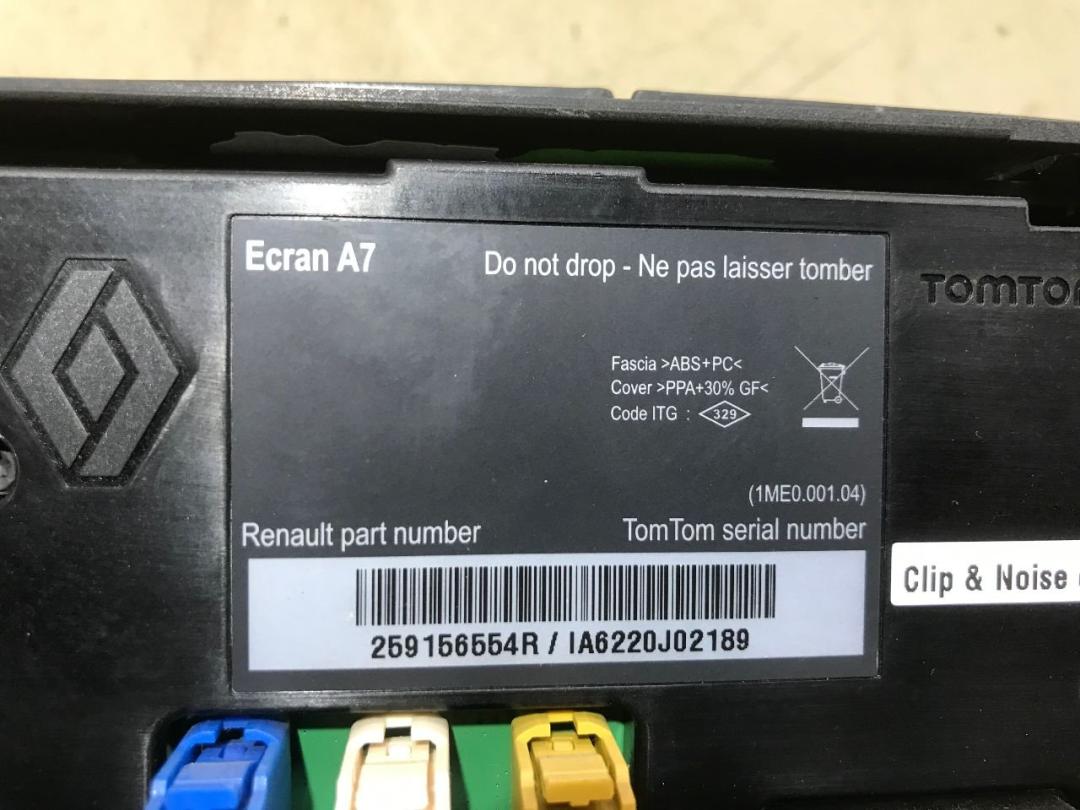 Ecran A7
Do not drop - Ne pas laisser tomber
TOMTO
Fascia >ABS+PC<
Cover >PPA+30% GF<
Code ITG : <329>
(1ME0.001.04)
Renault part number
TomTom serial number
Clip & Noise
259156554R / IA6220J02189